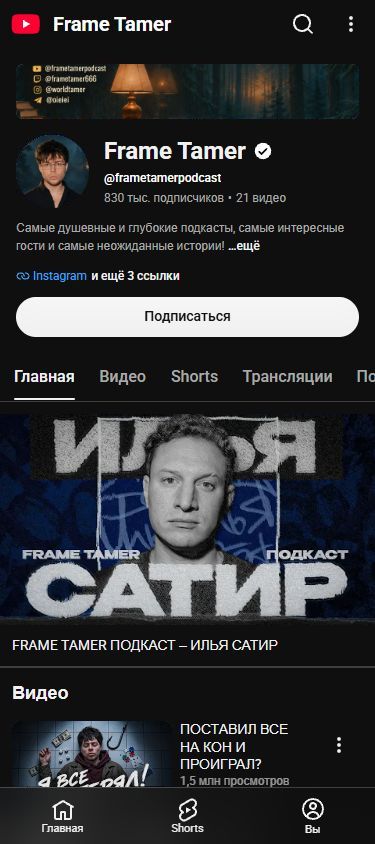 Frame Tamer
@frametamerpodcast
@frametamer666
@worldtamer
@oieiei
Frame Tamer
@frametamerpodcast
830 тыс. подписчиков • 21 видео
Самые душевные и глубокие подкасты, самые интересные
гости и самые неожиданные истории! ...ещё
Instagram и ещё 3 ссылки
Подписаться
Главная Видео Shorts Трансляции По
ИЛЬЯ
FRAME TAMER ПОДКАСТ
САТИР
FRAME TAMER ПОДКАСТ – ИЛЬЯ САТИР
Видео
ПОСТАВИЛ ВСЕ
НА КОН И
ПРОИГРАЛ?
1,5 млн просмотров
Я ВСЕ
Главная Shorts Вы